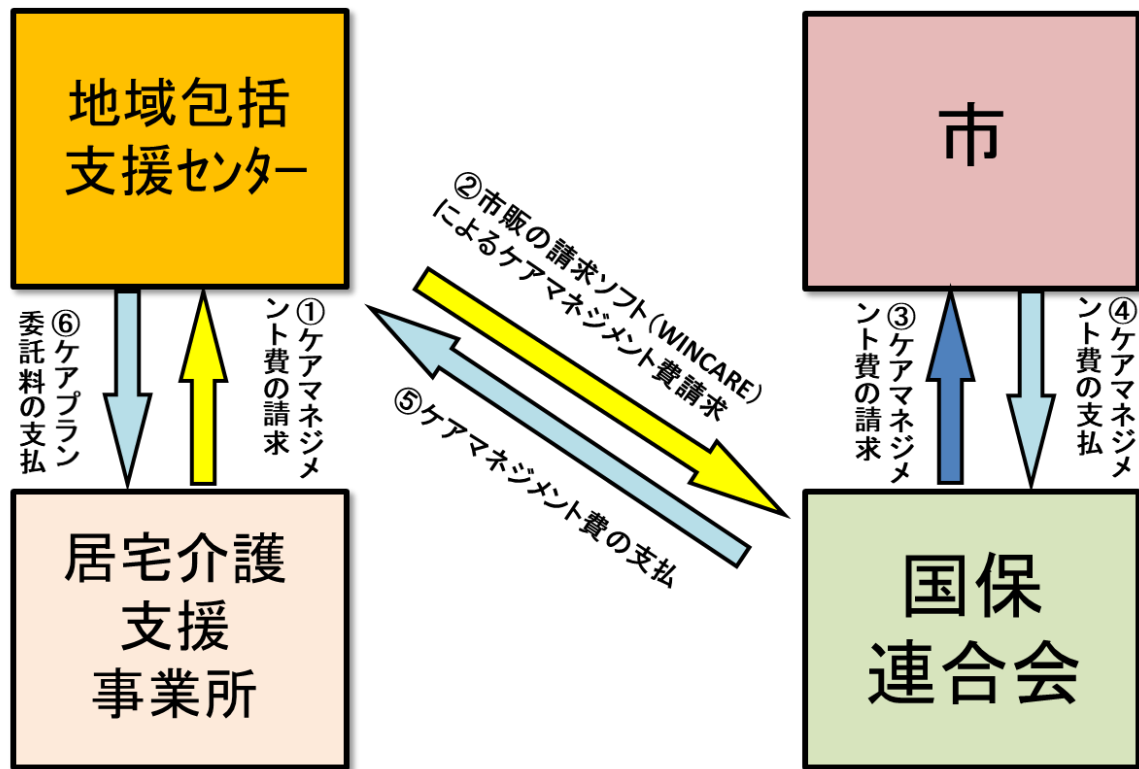 地域包括
支援センター
市
②市販の請求ソフト（WINCARE）
によるケアマネジメント費請求
⑤ケアマネジメント費の支払
⑥ケアプラン
委託料の支払
①ケアマネジメ
ント費の請求
③ケアマネジメ
ント費の請求
④ケアマネジメ
ント費の支払
居宅介護
支援
事業所
国保
連合会